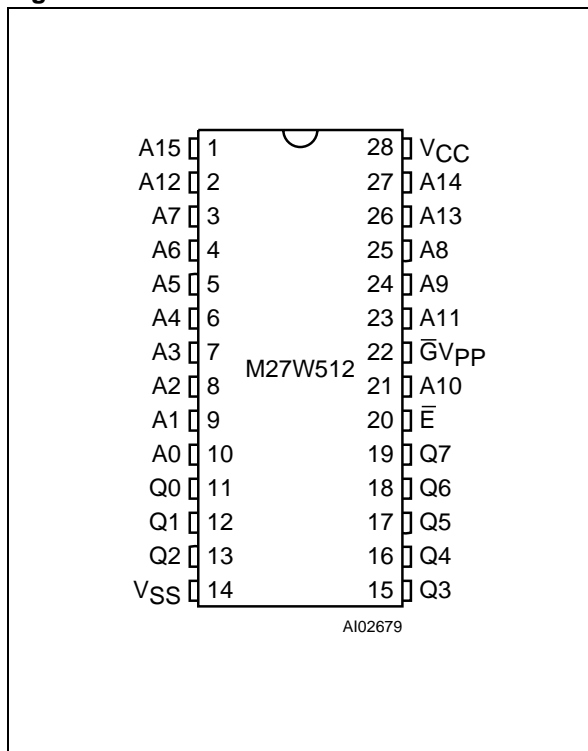 A15 1 28 VCC
A12 2 27 A14
A7 3 26 A13
A6 4 25 A8
A5 5 24 A9
A4 6 23 A11
A3 7 22 G̅VPP
M27W512
A2 8 21 A10
A1 9 20 E̅
A0 10 19 Q7
Q0 11 18 Q6
Q1 12 17 Q5
Q2 13 16 Q4
VSS 14 15 Q3
AI02679